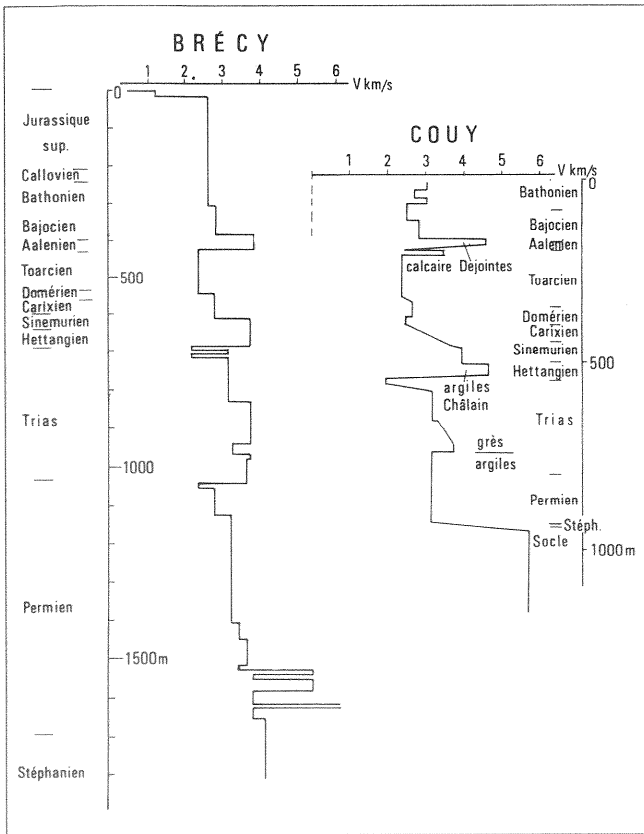 BRÉCY
1 2 3 4 5 6
V km/s
0
Jurassique
sup.
Callovien
Bathonien
Bajocien
Aalenien
Toarcien
500
Domérien
Carixien
Sinemurien
Hettangien
Trias
1000
Permien
1500m
Stéphanien
COUY
1 2 3 4 5 6
V km/s
0
Bathonien
Bajocien
Aalenien
calcaire Déjointes
Toarcien
Domérien
Carixien
Sinemurien
500
Hettangien
argiles
Châlain
Trias
grès
argiles
Permien
Stéph.
Socle
1000m